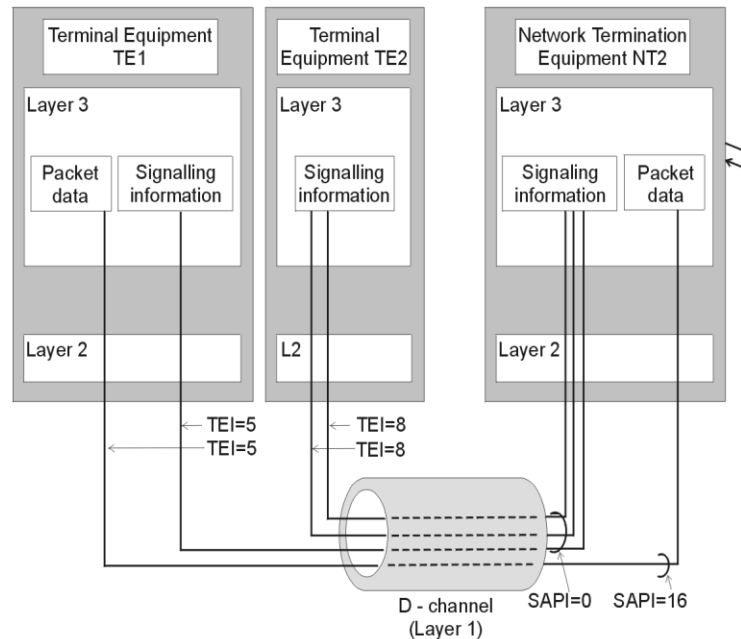 Terminal Equipment
TE1
Layer 3
Packet
data
Signalling
information
Layer 2
Terminal
Equipment TE2
Layer 3
Signalling
information
L2
Network Termination
Equipment NT2
Layer 3
Signaling
information
Packet
data
Layer 2
TEI=5
TEI=5
TEI=8
TEI=8
D - channel
(Layer 1)
SAPI=0
SAPI=16